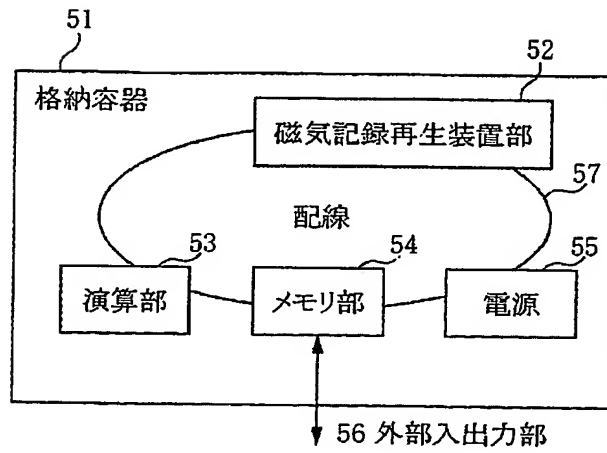 51
格納容器
52
磁気記録再生装置部
57
配線
53
演算部
54
メモリ部
55
電源
56 外部入出力部